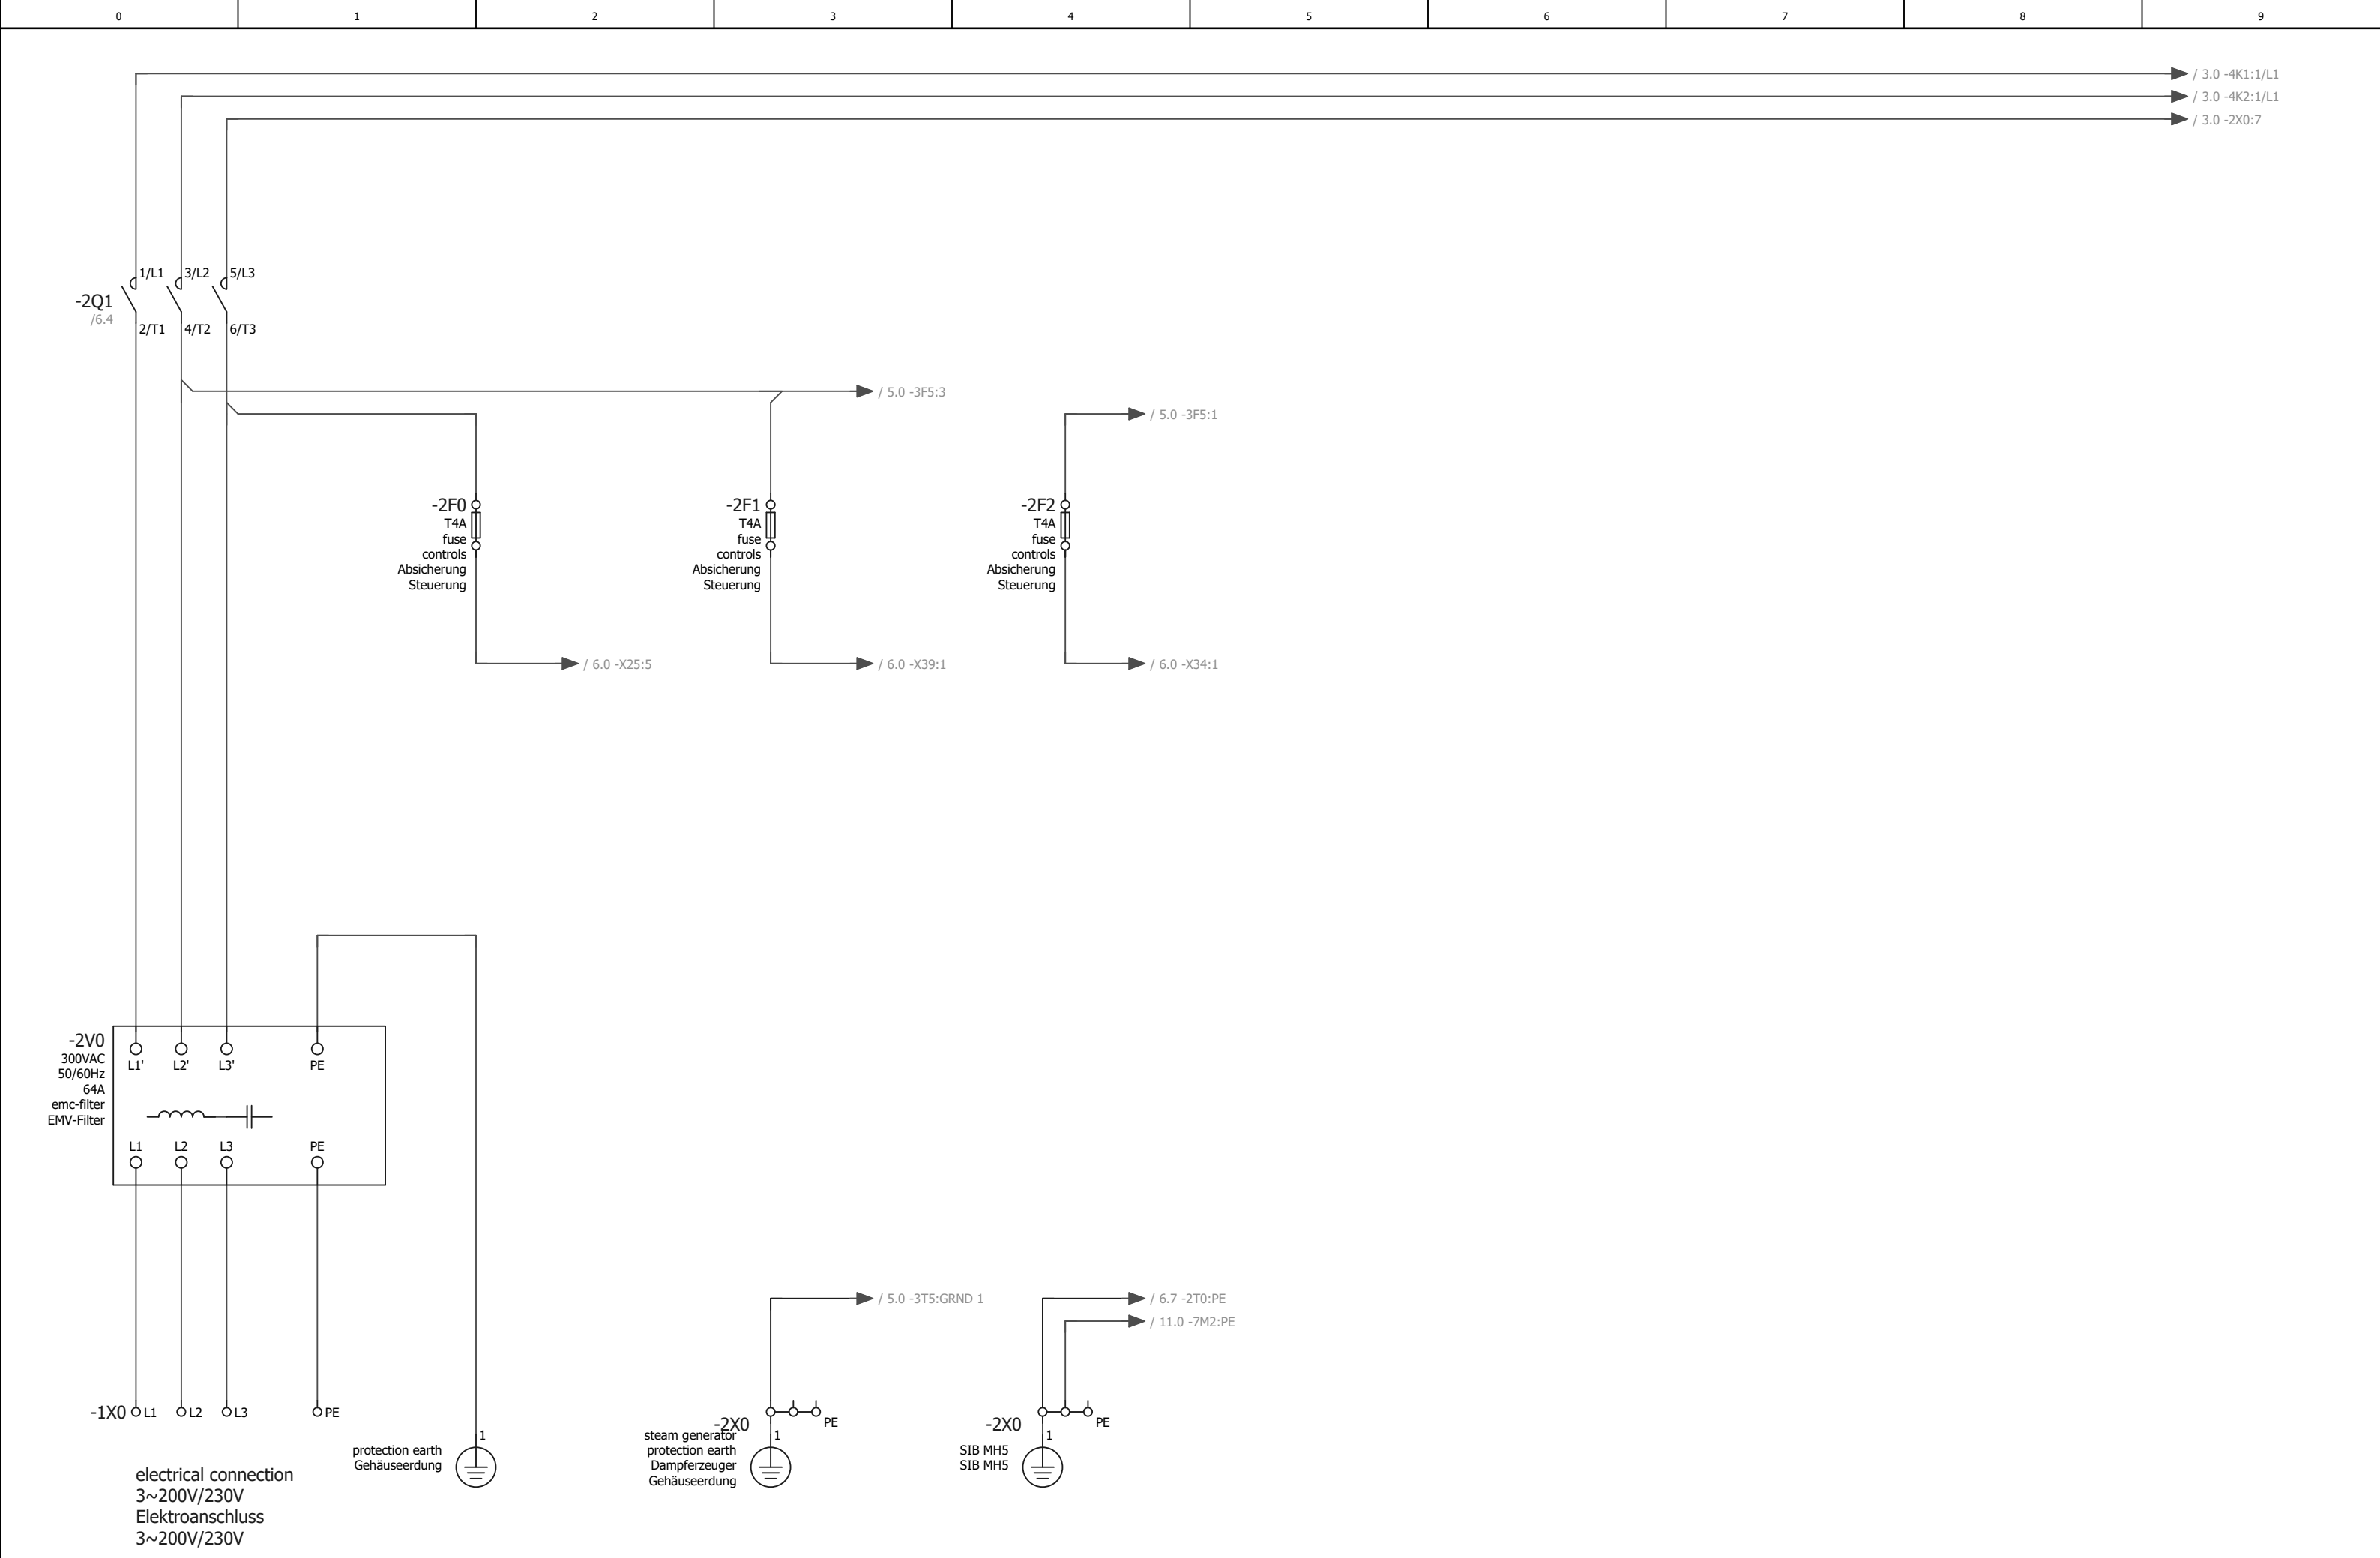 0 1 2 3 4 5 6 7 8 9
/ 3.0 -4K1:1/L1
/ 3.0 -4K2:1/L1
/ 3.0 -2X0:7
1/L1 3/L2 5/L3
-2Q1
/6.4
2/T1 4/T2 6/T3
/ 5.0 -3F5:3
/ 5.0 -3F5:1
-2F0
T4A
fuse
controls
Absicherung
Steuerung
-2F1
T4A
fuse
controls
Absicherung
Steuerung
-2F2
T4A
fuse
controls
Absicherung
Steuerung
/ 6.0 -X25:5
/ 6.0 -X39:1
/ 6.0 -X34:1
-2V0
300VAC
50/60Hz
64A
emc-filter
EMV-Filter
L1' L2' L3' PE
L1 L2 L3 PE
/ 5.0 -3T5:GRND 1
/ 6.7 -2T0:PE
/ 11.0 -7M2:PE
-1X0 L1 L2 L3 PE
1
protection earth
Gehäuseerdung
-2X0 PE
1
steam generator
protection earth
Dampferzeuger
Gehäuseerdung
-2X0 PE
1
SIB MH5
SIB MH5
electrical connection
3~200V/230V
Elektroanschluss
3~200V/230V